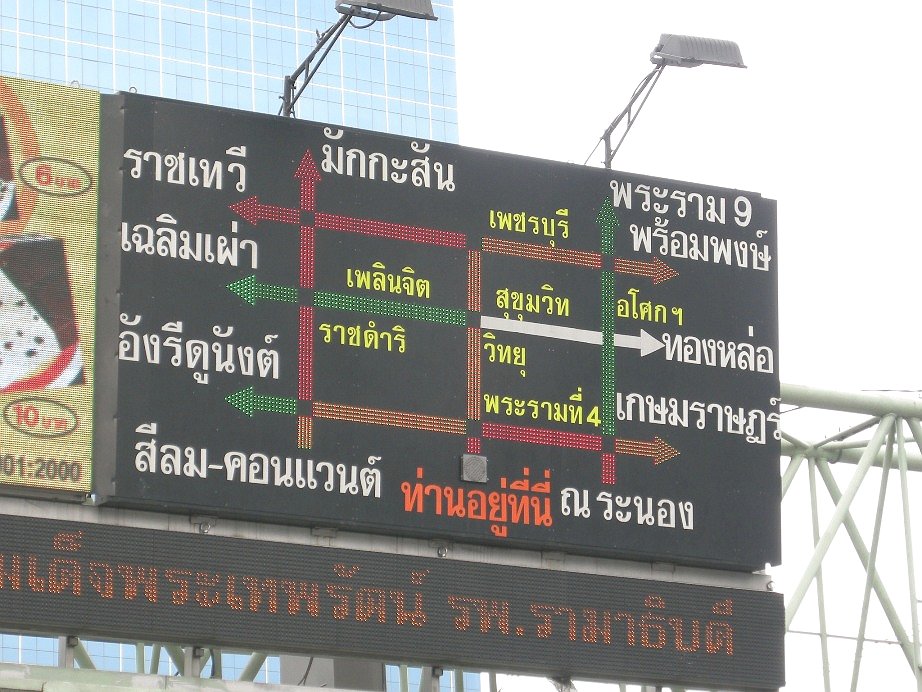 ราชเทวี
มักกะสัน
พระราม 9
เพชรบุรี
พร้อมพงษ์
เฉลิมเผ่า
เพลินจิต
สุขุมวิท
อโศกฯ
ราชดำริ
วิทยุ
ทองหล่อ
อังรีดูนังต์
พระรามที่ 4
เกษมราษฎร์
สีลม-คอนแวนต์
ท่านอยู่ที่นี่
ณ ระนอง
6 บาท
10 บาท
001:2000
มเด็จพระเทพรัตน์ รพ.รามาธิบดี